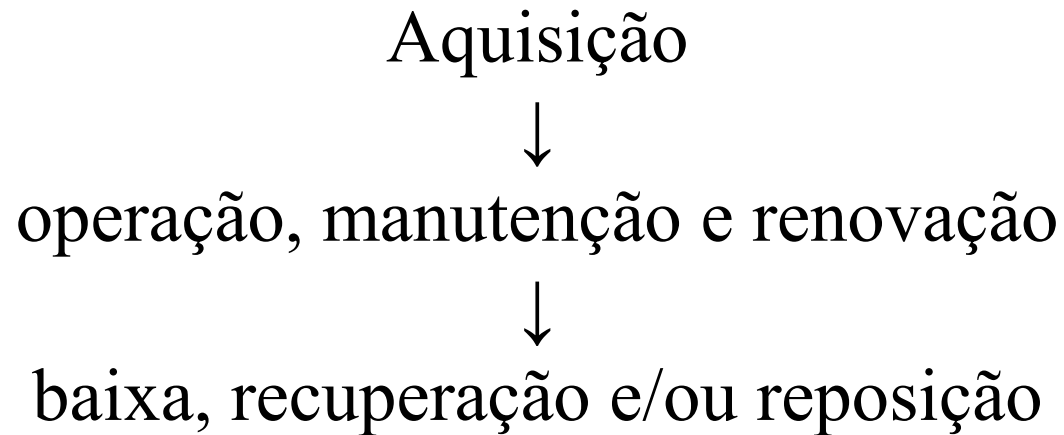 Aquisição
↓
operação, manutenção e renovação
↓
baixa, recuperação e/ou reposição